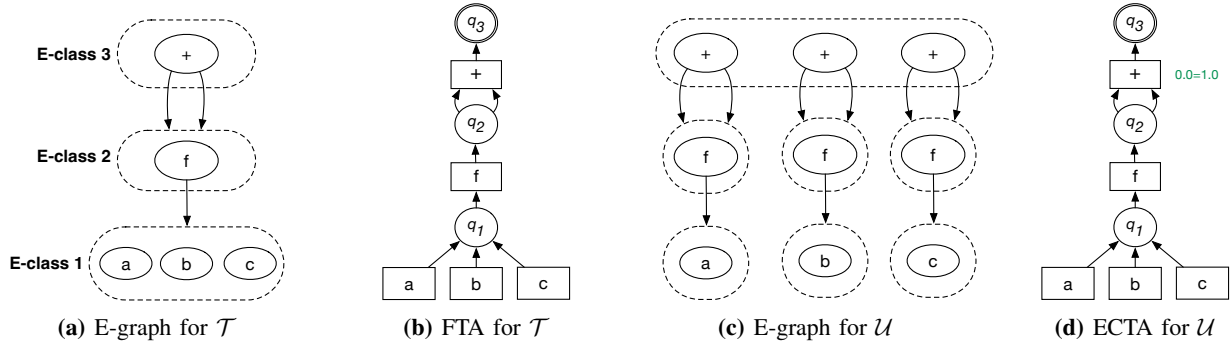 E-class 3
+
E-class 2
f
E-class 1
a b c
(a) E-graph for 𝒯
q3
+
q2
f
q1
a b c
(b) FTA for 𝒯
+ + +
f f f
a b c
(c) E-graph for 𝒰
q3
+ 0.0=1.0
q2
f
q1
a b c
(d) ECTA for 𝒰